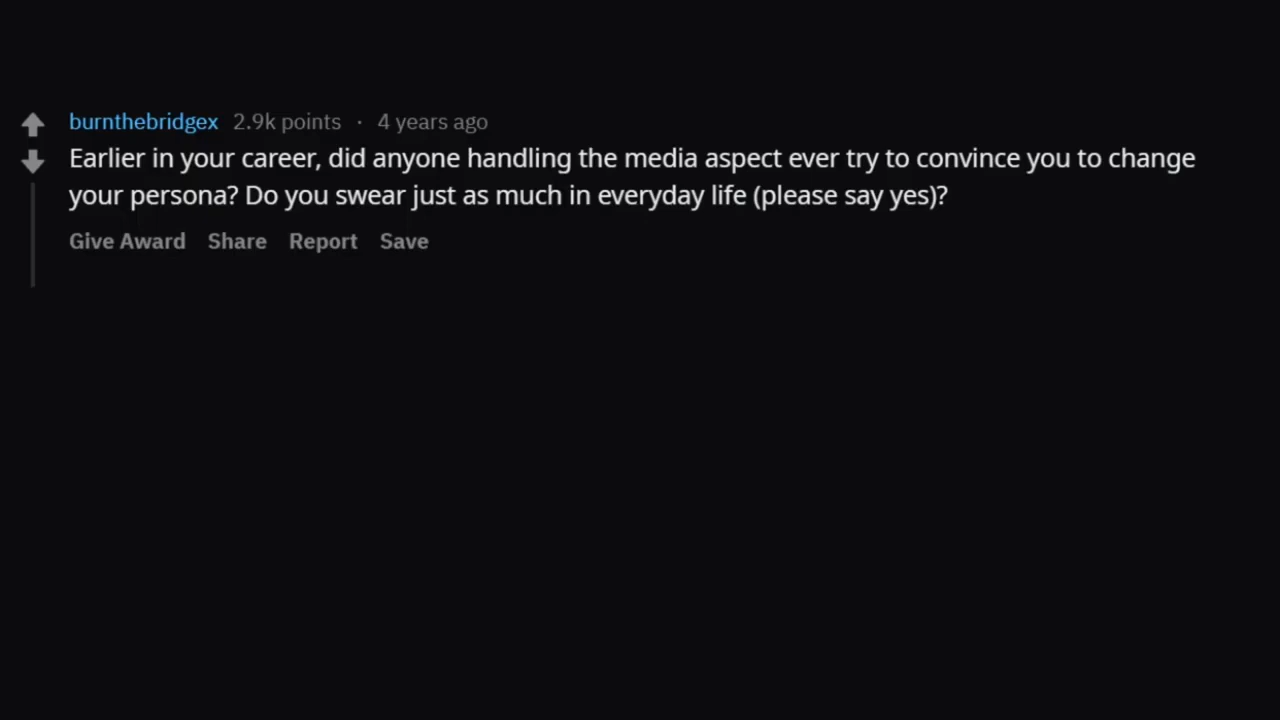 burnthebridgex 2.9k points · 4 years ago
Earlier in your career, did anyone handling the media aspect ever try to convince you to change
your persona? Do you swear just as much in everyday life (please say yes)?
Give Award Share Report Save